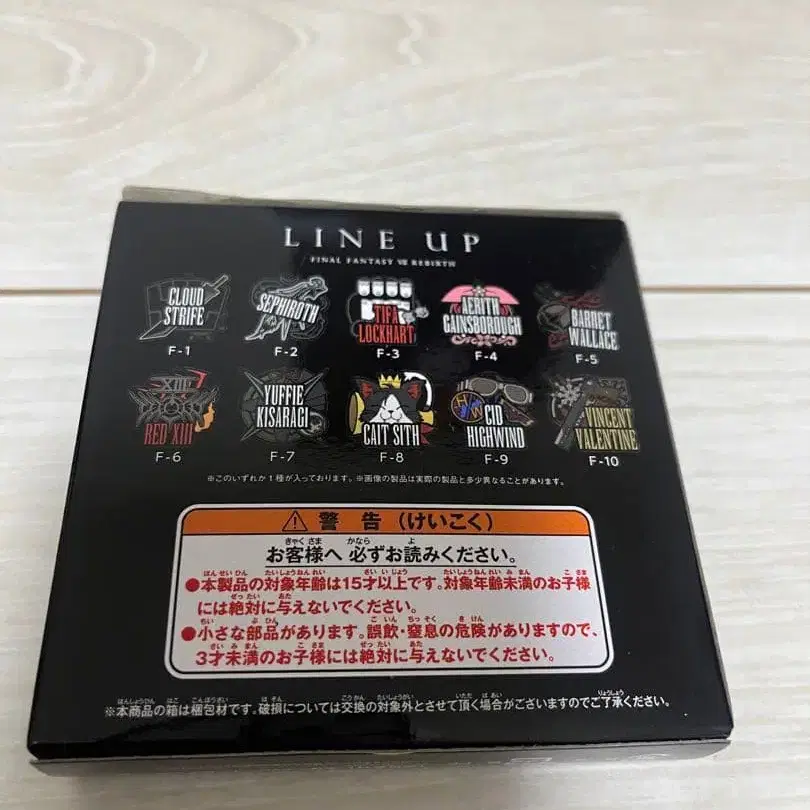 LINE UP
FINAL FANTASY VII REBIRTH
CLOUD STRIFE
SEPHIROTH
TIFA LOCKHART
AERITH GAINSBOROUGH
BARRET WALLACE
F-1
F-2
F-3
F-4
F-5
XIII
RED XIII
YUFFIE KISARAGI
CAIT SITH
CID HIGHWIND
VINCENT VALENTINE
F-6
F-7
F-8
F-9
F-10
※このいずれか1種が入っております。※画像の製品は実際の製品と多少異なることがあります。
警告(けいこく)
お客様へ 必ずお読みください。
●本製品の対象年齢は15才以上です。対象年齢未満のお子様
には絶対に与えないでください。
●小さな部品があります。誤飲・窒息の危険がありますので、
3才未満のお子様には絶対に与えないでください。
※本商品の箱は梱包材です。破損については交換の対象外とさせて頂く場合がございますのでご了承ください。